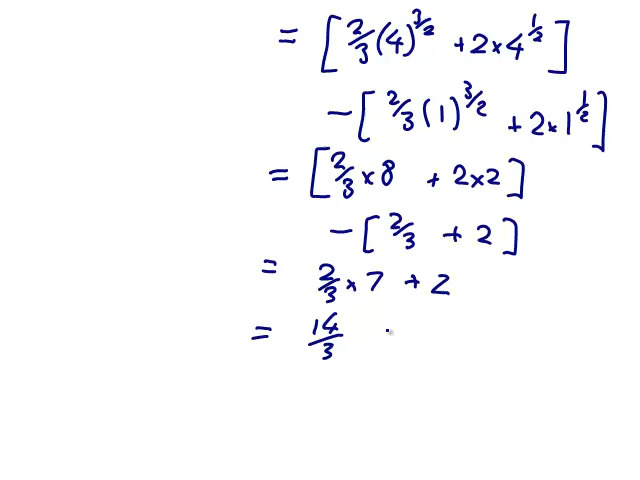 = [2/3 (4)^3/2 + 2 × 4^1/2]
- [2/3 (1)^3/2 + 2 × 1^1/2]
= [2/3 × 8 + 2 × 2]
- [2/3 + 2]
= 2/3 × 7 + 2
= 14/3